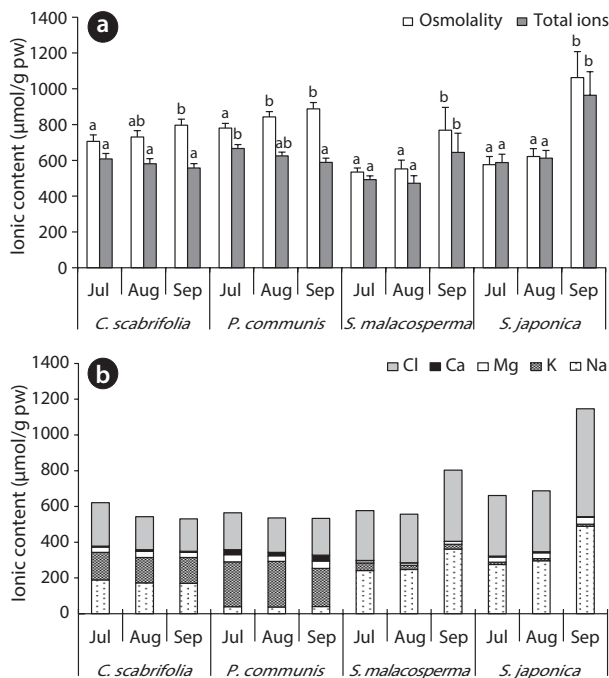 a
Osmolality Total ions
Ionic content (μmol/g pw)
1400
1200
1000
800
600
400
200
0
a a ab a b a a b b ab b a a a a a b b a a a a b b
Jul Aug Sep Jul Aug Sep Jul Aug Sep Jul Aug Sep
C. scabrifolia P. communis S. malacosperma S. japonica
b
Cl Ca Mg K Na
Ionic content (μmol/g pw)
1400
1200
1000
800
600
400
200
0
Jul Aug Sep Jul Aug Sep Jul Aug Sep Jul Aug Sep
C. scabrifolia P. communis S. malacosperma S. japonica